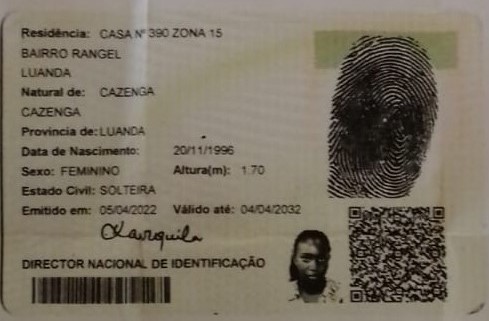 Residência: CASA Nº 390 ZONA 15
BAIRRO RANGEL
LUANDA
Natural de: CAZENGA
CAZENGA
Provincia de: LUANDA
Data de Nascimento: 20/11/1996
Sexo: FEMININO Altura(m): 1.70
Estado Civil: SOLTEIRA
Emitido em: 05/04/2022 Válido até: 04/04/2032
DIRECTOR NACIONAL DE IDENTIFICAÇÃO